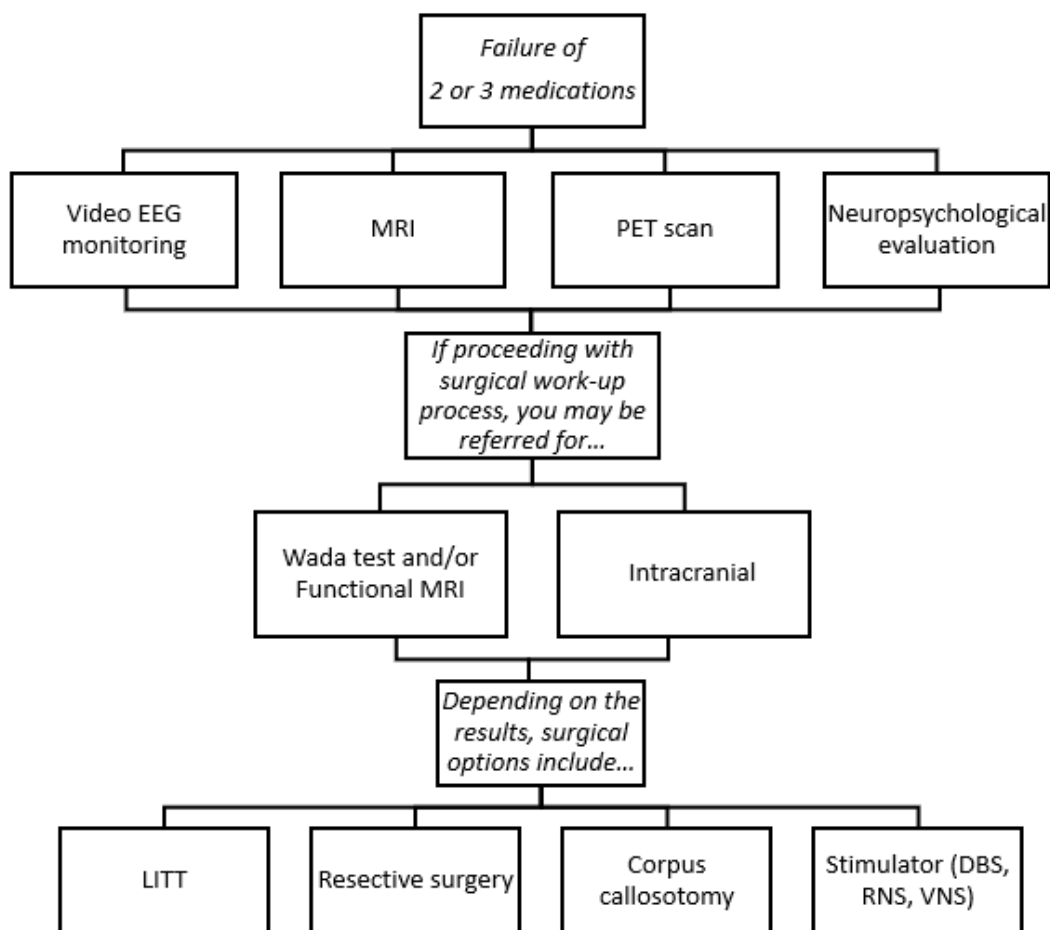 Failure of
2 or 3 medications
Video EEG
monitoring
MRI
PET scan
Neuropsychological
evaluation
If proceeding with
surgical work-up
process, you may be
referred for…
Wada test and/or
Functional MRI
Intracranial
Depending on the
results, surgical
options include…
LITT
Resective surgery
Corpus
callosotomy
Stimulator (DBS,
RNS, VNS)